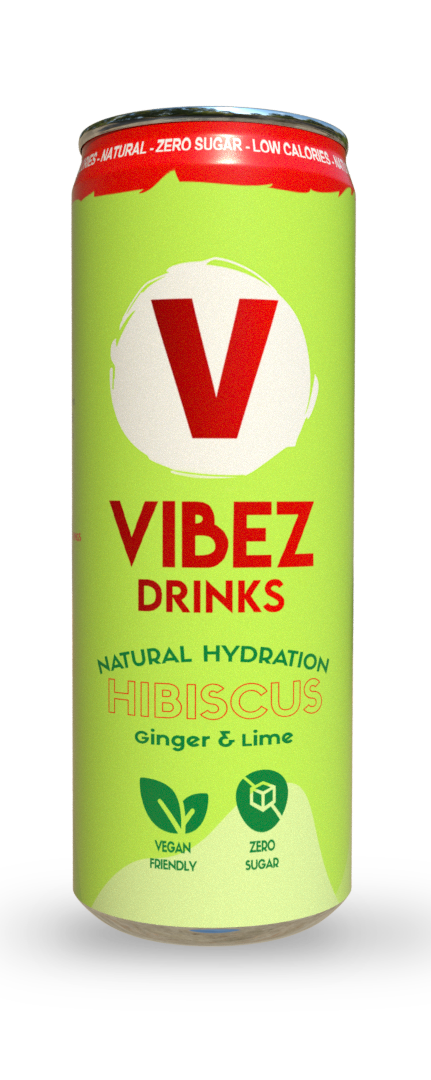 NATURAL - ZERO SUGAR - LOW CALORIES -
V
VIBEZ
DRINKS
NATURAL HYDRATION
HIBISCUS
Ginger & Lime
VEGAN
FRIENDLY
ZERO
SUGAR